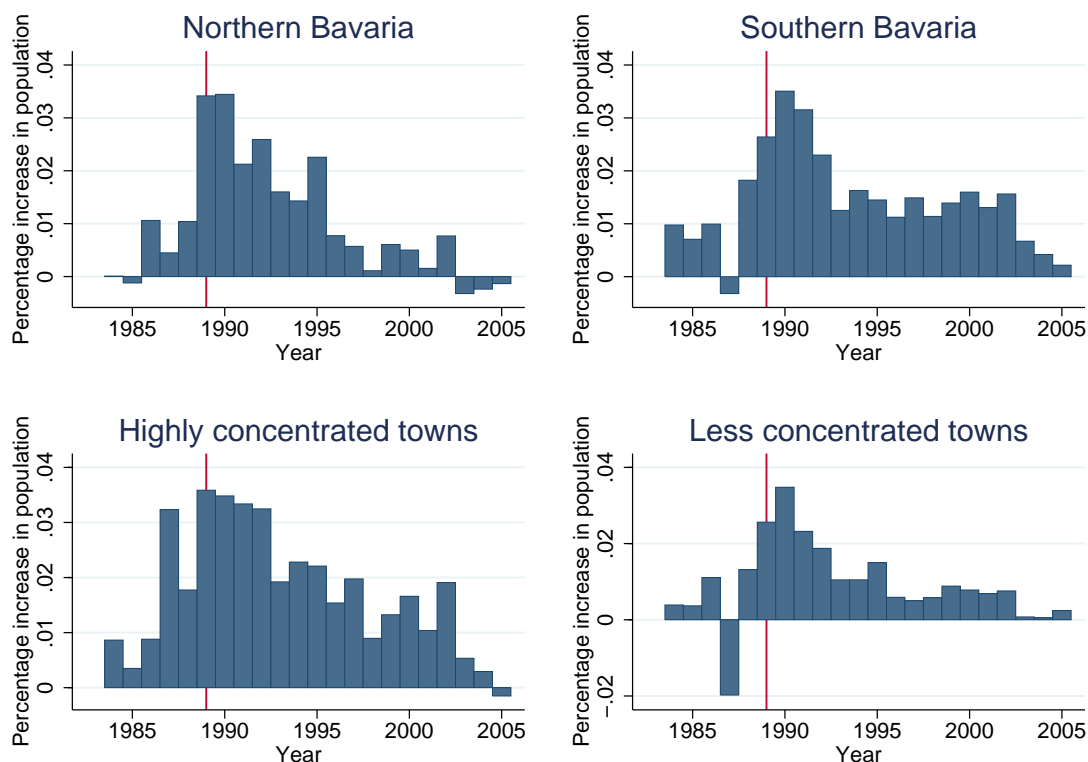 Northern Bavaria
Percentage increase in population
.04
.03
.02
.01
0
1985 1990 1995 2000 2005
Year
Southern Bavaria
Percentage increase in population
.04
.03
.02
.01
0
1985 1990 1995 2000 2005
Year
Highly concentrated towns
Percentage increase in population
.04
.03
.02
.01
0
1985 1990 1995 2000 2005
Year
Less concentrated towns
Percentage increase in population
.04
.02
0
−.02
1985 1990 1995 2000 2005
Year